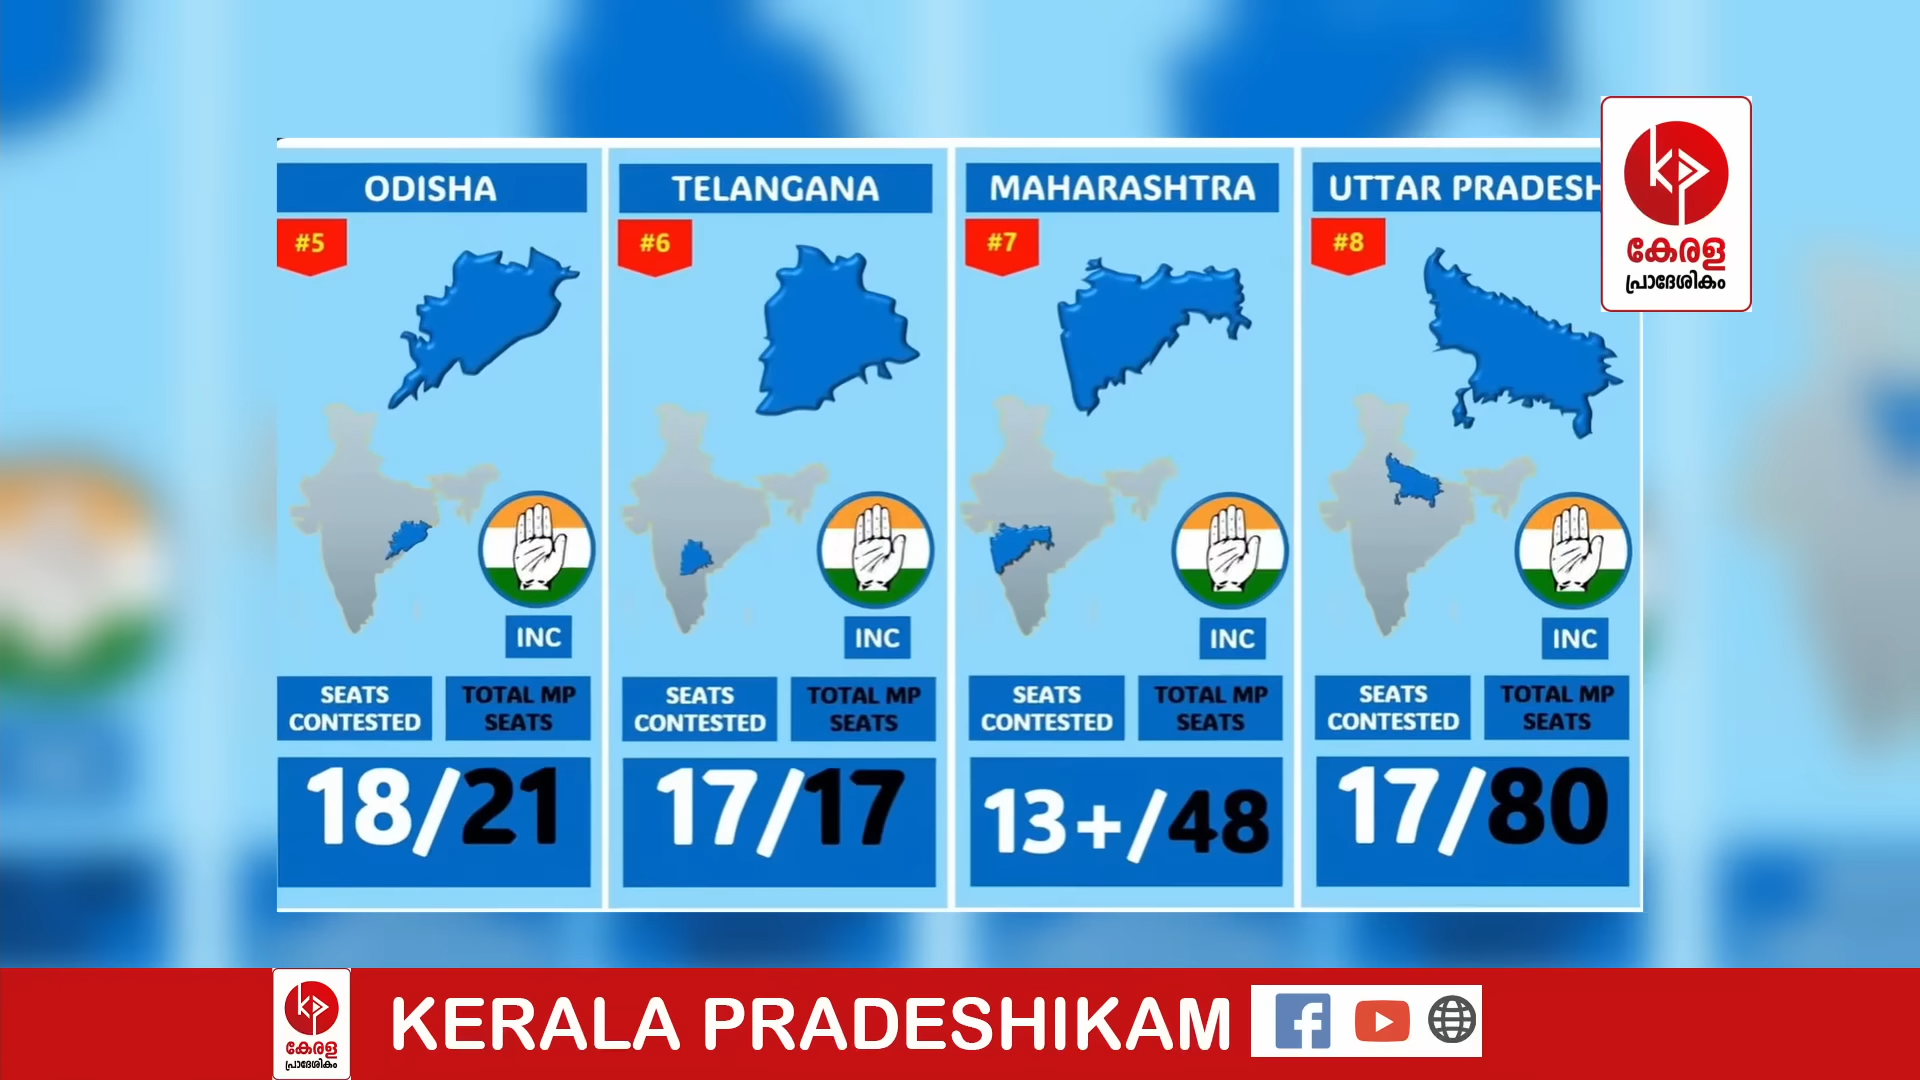 ODISHA
#5
INC
SEATS
CONTESTED
TOTAL MP
SEATS
18/21
TELANGANA
#6
INC
SEATS
CONTESTED
TOTAL MP
SEATS
17/17
MAHARASHTRA
#7
INC
SEATS
CONTESTED
TOTAL MP
SEATS
13+/48
UTTAR PRADESH
#8
INC
SEATS
CONTESTED
TOTAL MP
SEATS
17/80
കേരള
പ്രാദേശികം
കേരള
പ്രാദേശികം
KERALA PRADESHIKAM